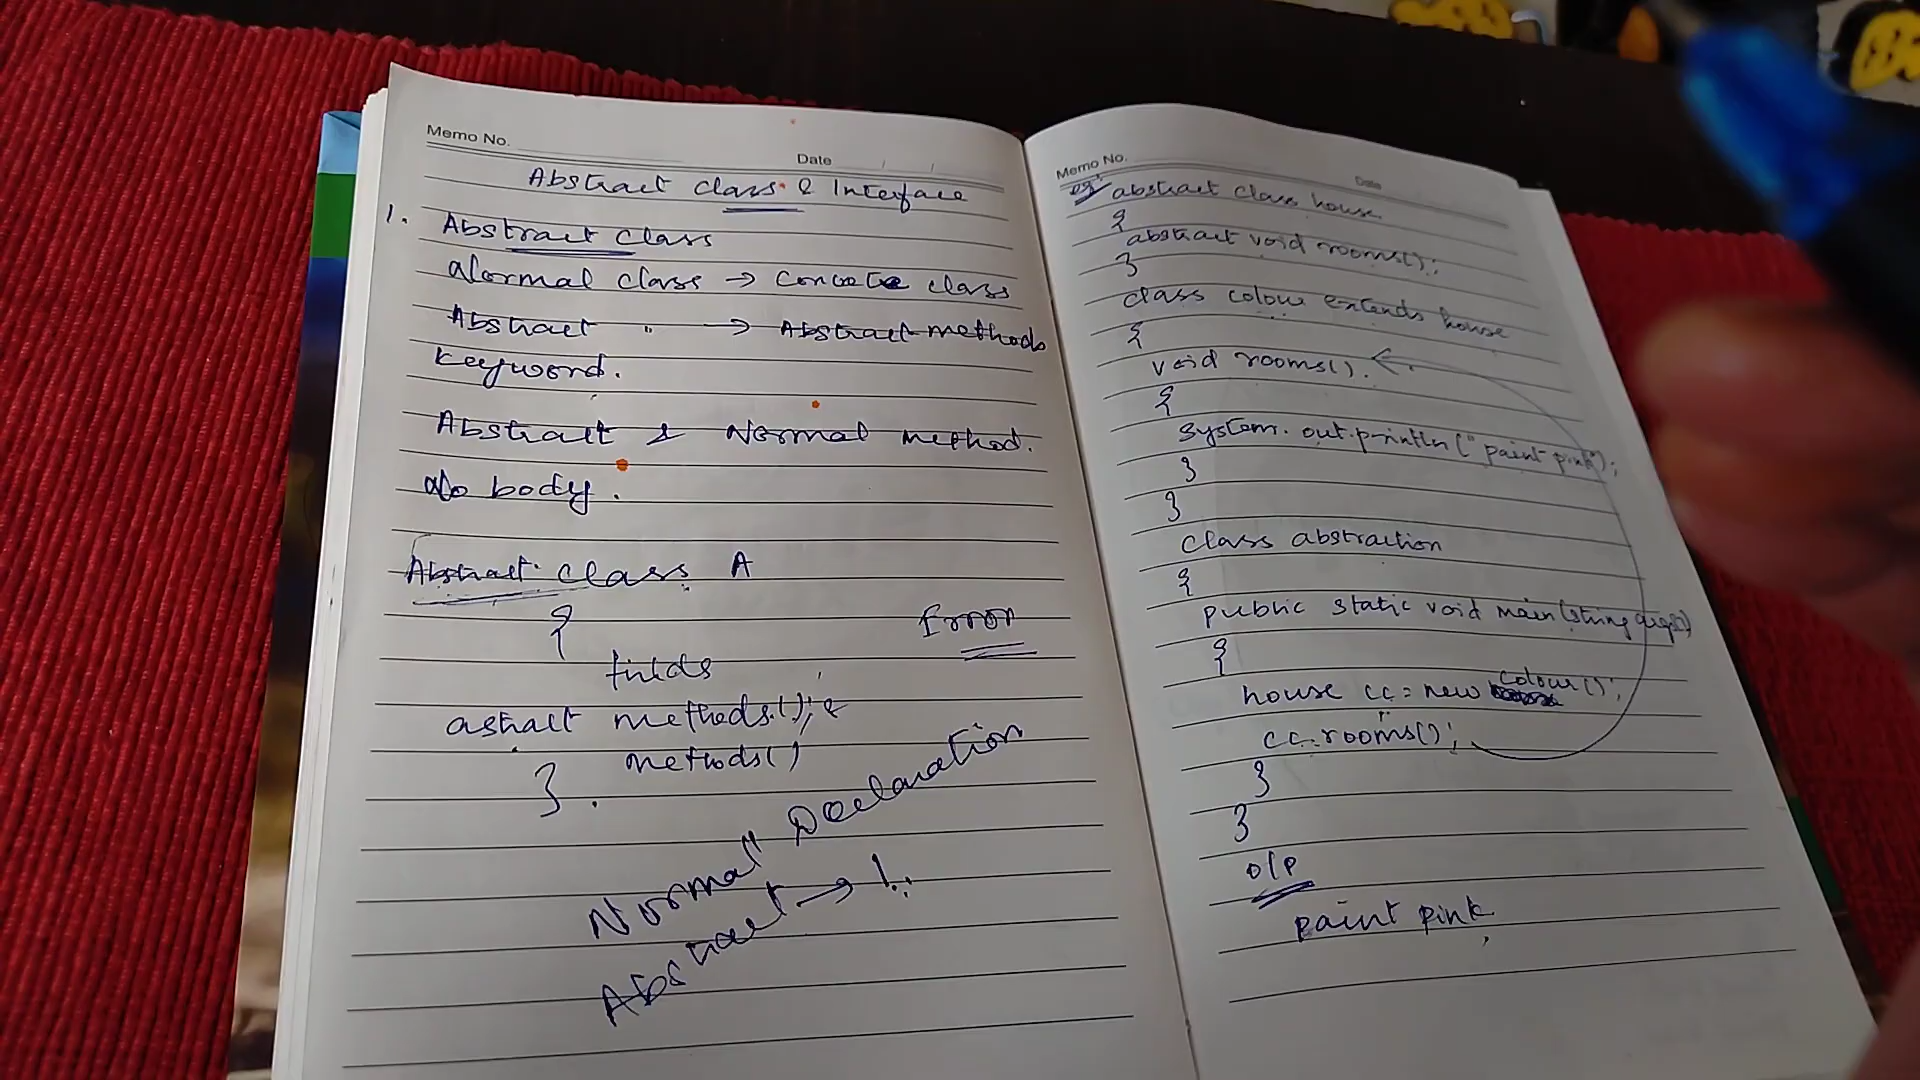 Memo No.
Date / /
Abstract class & Interface
1. Abstract class
Normal class → Concrete class
Abstract " → Abstract methods
keyword.
Abstract & Normal method.
No body.
Abstract class A
{
Error
fields
astract methods();
methods()
}.
Normal" Declaration
Abstract →
Memo No.
Date
eg: abstract class house
{
abstract void rooms();
}
class colour extends house
{
void rooms().
{
System.out.println("paint pink");
}
}
class abstraction
{
public static void main(string args[])
{
house cc = new colour();
cc.rooms();
}
}
O/P
paint pink